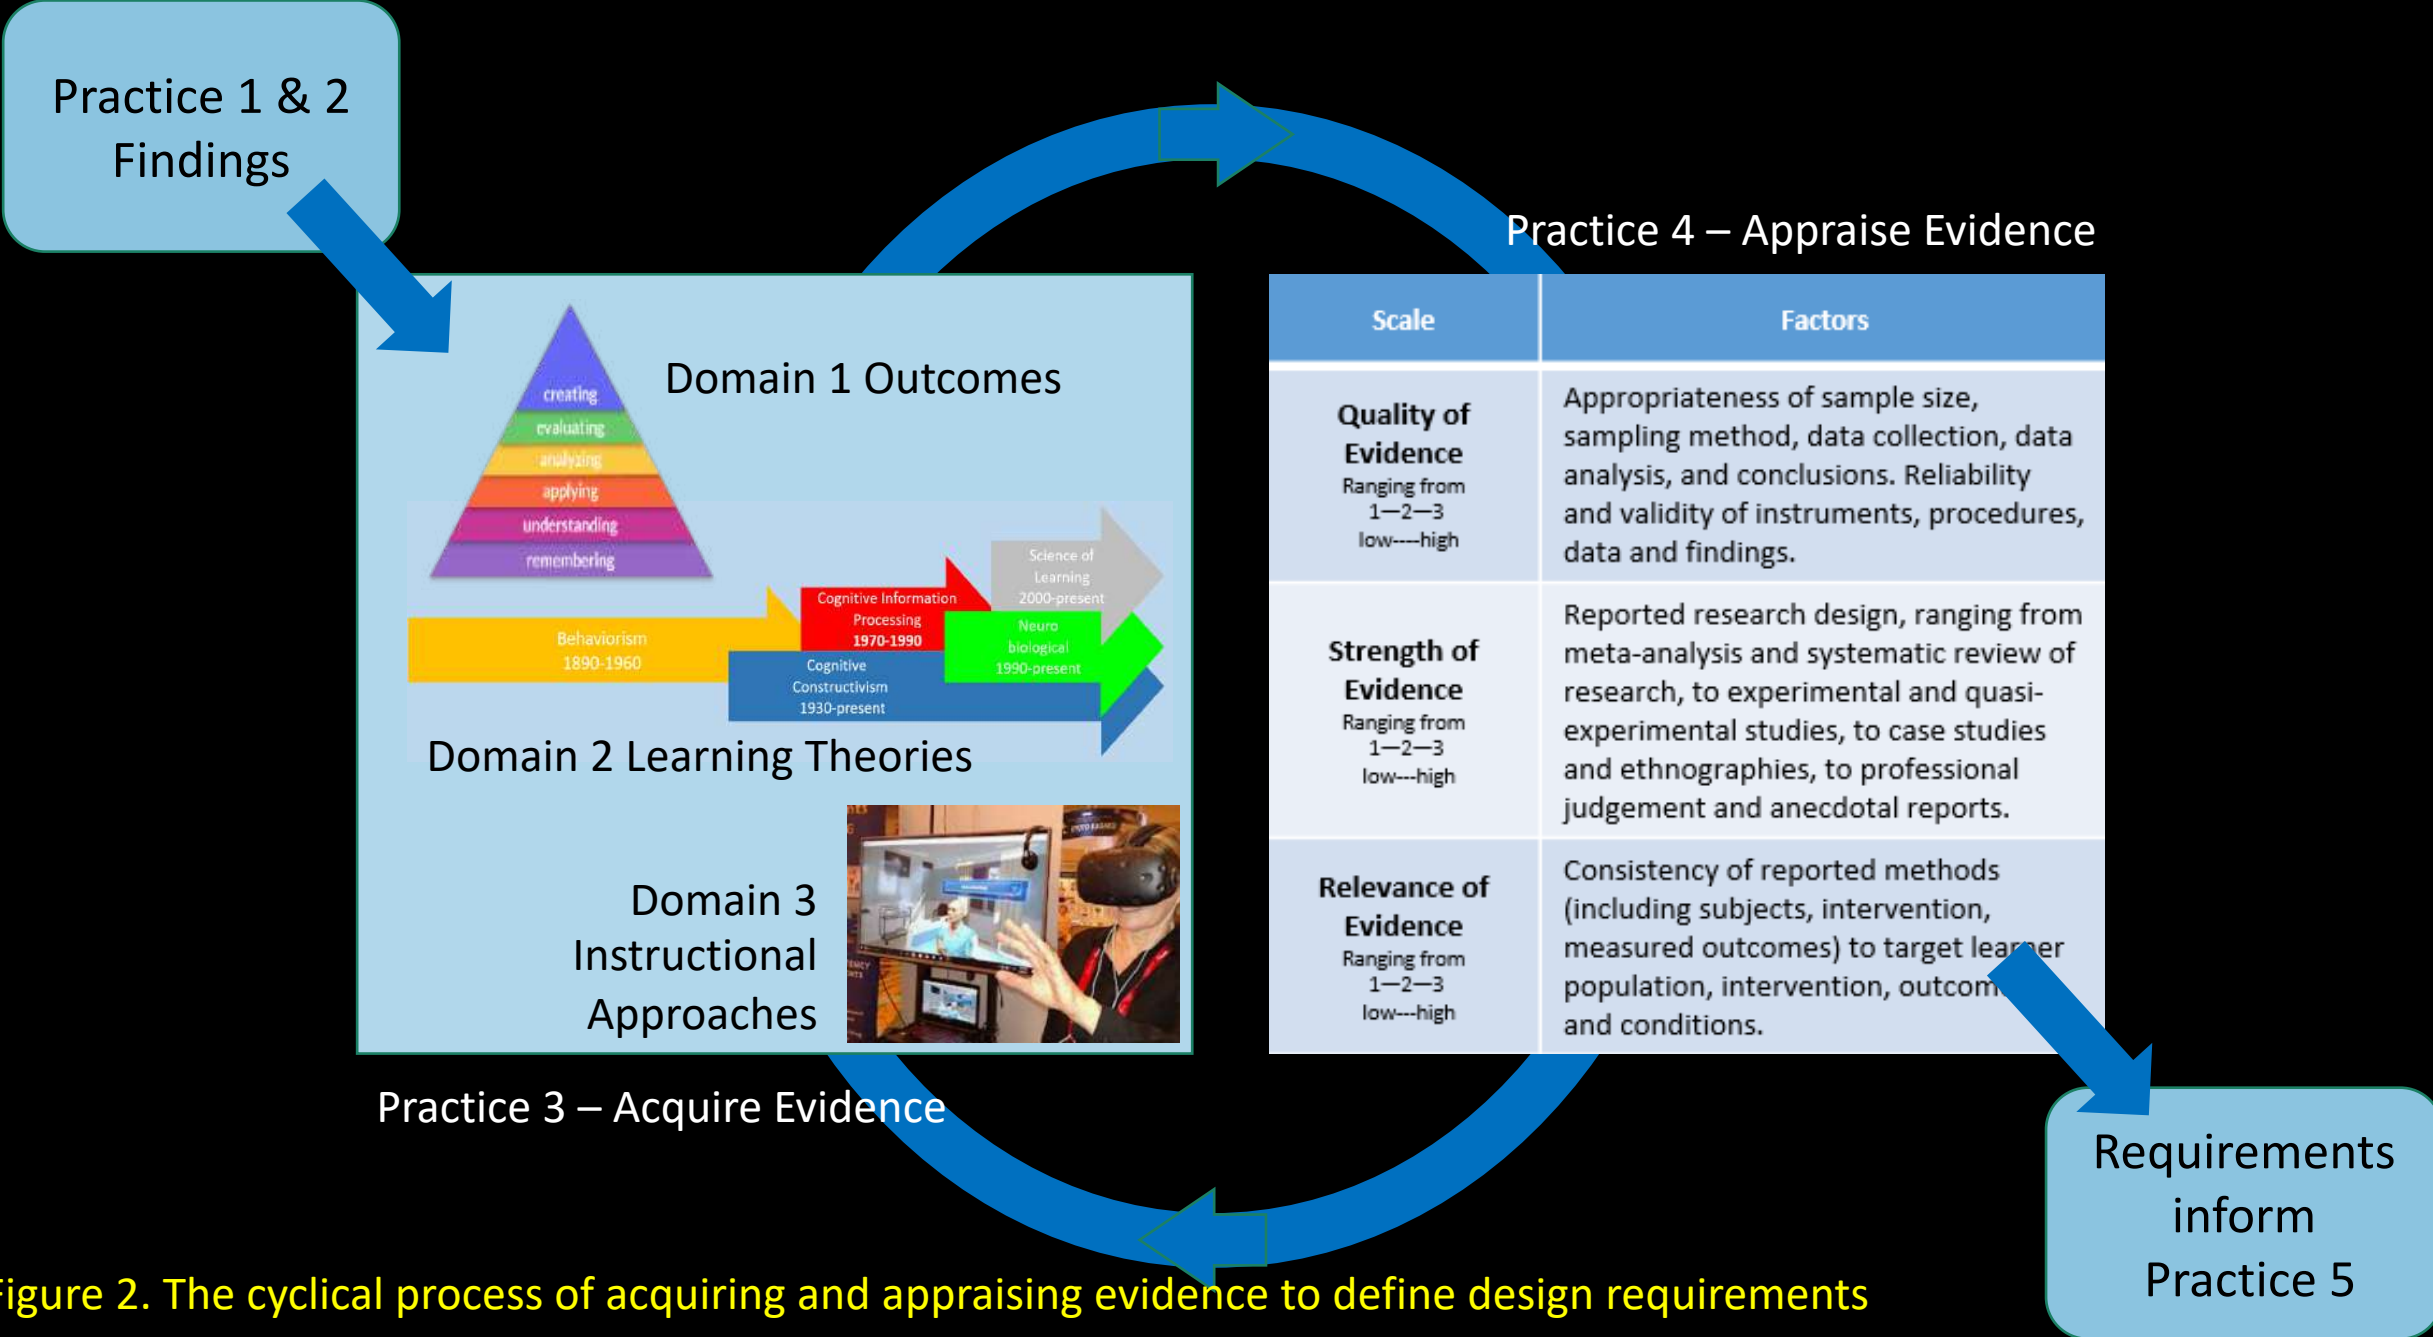 Practice 1 & 2
Findings
Practice 4 – Appraise Evidence
Domain 1 Outcomes
creating
evaluating
analyzing
applying
understanding
remembering
Behaviorism
1890-1960
Cognitive Information
Processing
1970-1990
Cognitive
Constructivism
1930-present
Science of
Learning
2000-present
Neuro
biological
1990-present
Domain 2 Learning Theories
Domain 3
Instructional
Approaches
Practice 3 – Acquire Evidence
Scale
Factors
Quality of
Evidence
Ranging from
1—2—3
low----high
Appropriateness of sample size,
sampling method, data collection, data
analysis, and conclusions. Reliability
and validity of instruments, procedures,
data and findings.
Strength of
Evidence
Ranging from
1—2—3
low---high
Reported research design, ranging from
meta-analysis and systematic review of
research, to experimental and quasi-
experimental studies, to case studies
and ethnographies, to professional
judgement and anecdotal reports.
Relevance of
Evidence
Ranging from
1—2—3
low---high
Consistency of reported methods
(including subjects, intervention,
measured outcomes) to target learner
population, intervention, outcom
and conditions.
Requirements
inform
Practice 5
igure 2. The cyclical process of acquiring and appraising evidence to define design requirements